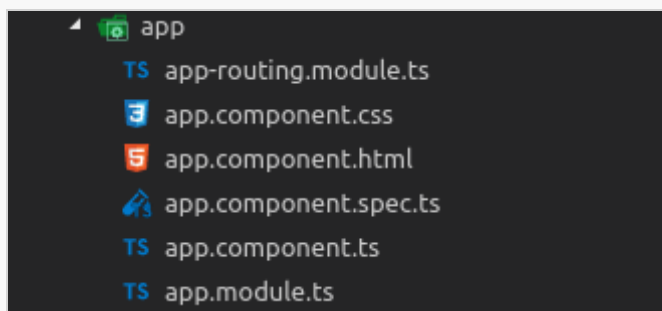 app
TS app-routing.module.ts
app.component.css
app.component.html
app.component.spec.ts
TS app.component.ts
TS app.module.ts